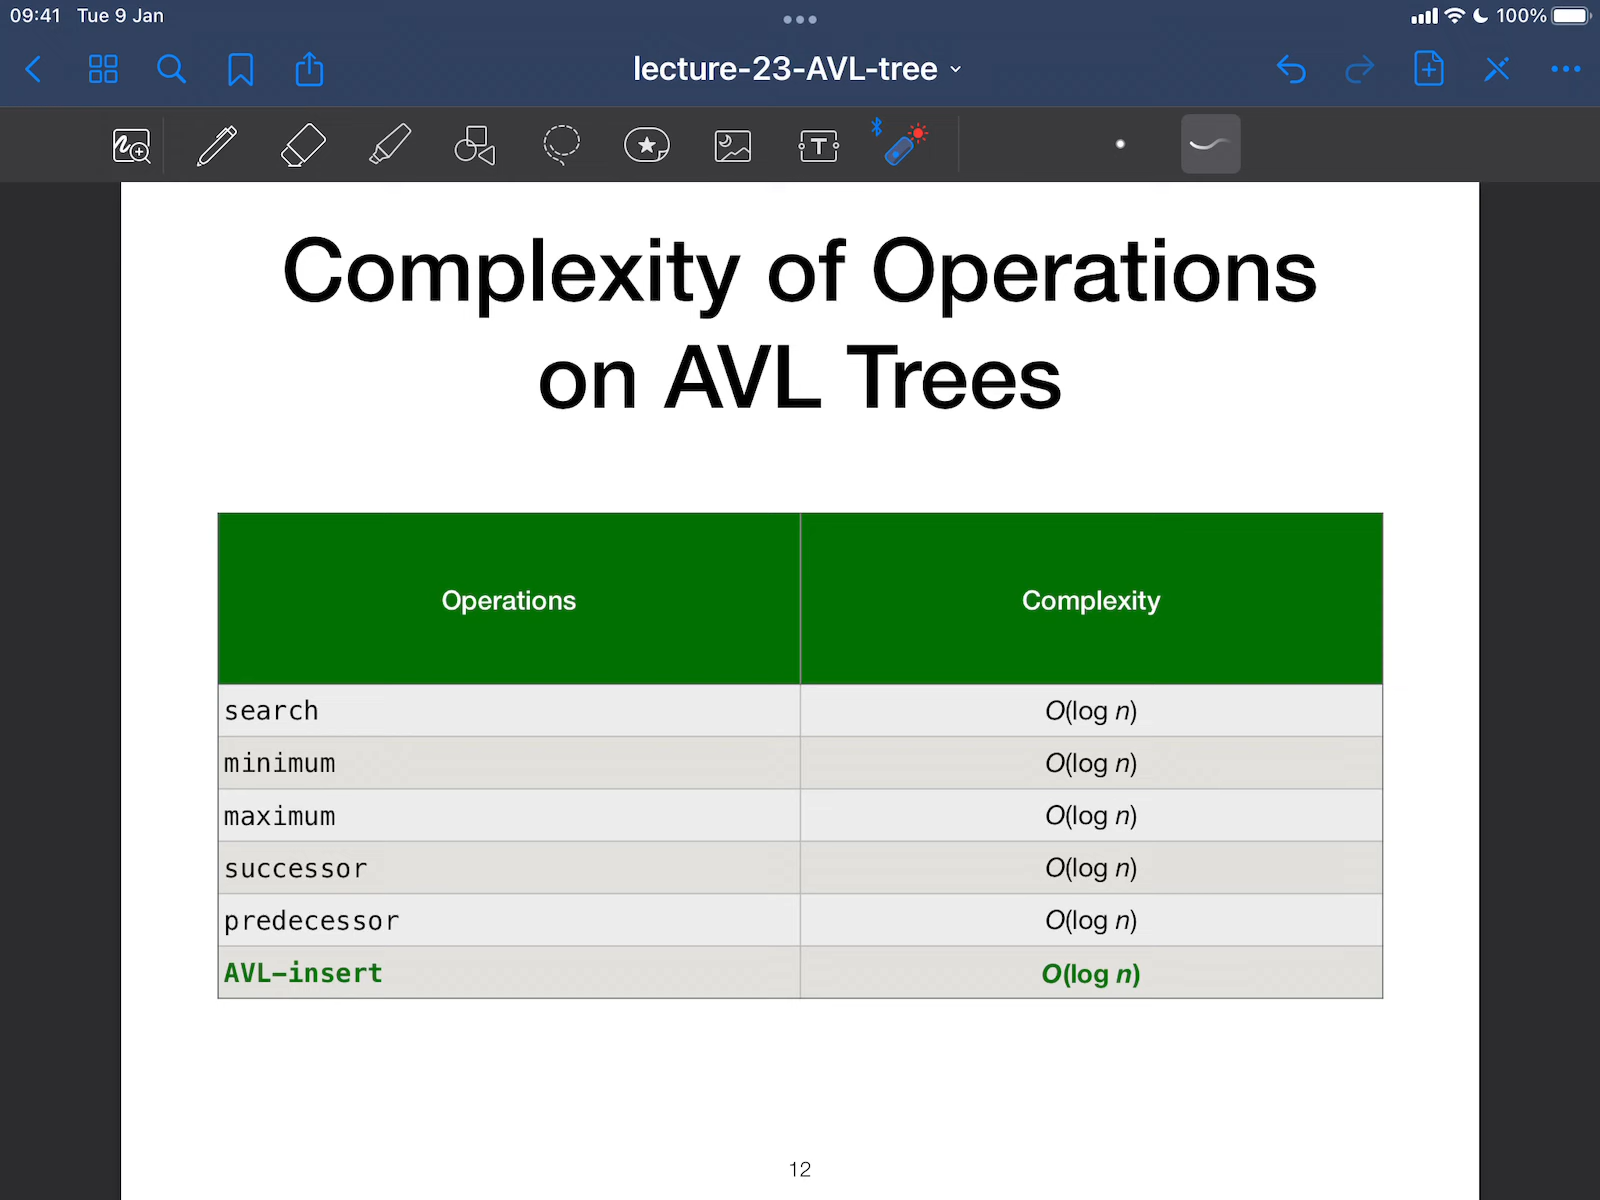 09:41 Tue 9 Jan
100%
lecture-23-AVL-tree
T
Complexity of Operations
on AVL Trees
Operations Complexity
search O(log n)
minimum O(log n)
maximum O(log n)
successor O(log n)
predecessor O(log n)
AVL-insert O(log n)
12